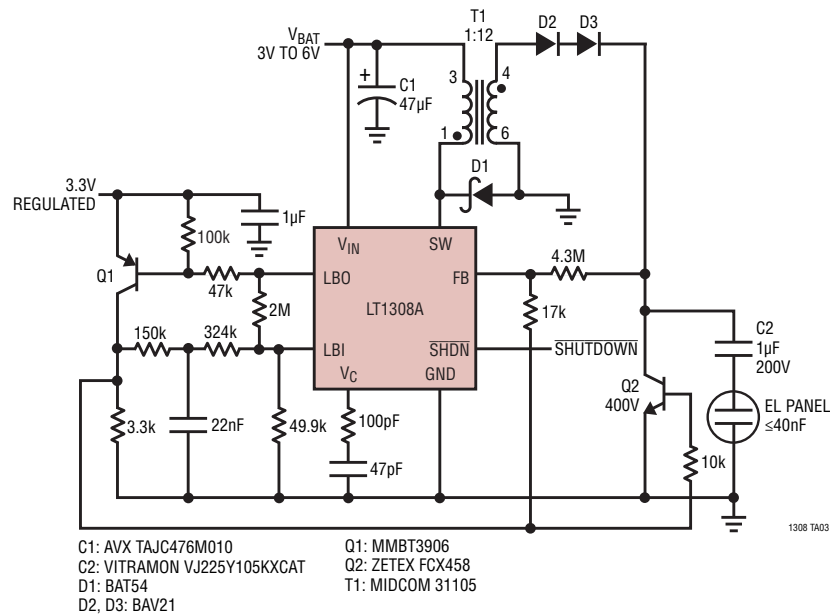 VBAT
3V TO 6V
T1
1:12
D2
D3
C1
47µF
+
3
4
1
6
D1
3.3V
REGULATED
1µF
100k
VIN
SW
4.3M
Q1
LBO
FB
47k
LT1308A
17k
2M
C2
1µF
200V
150k
324k
LBI
SHDN
SHUTDOWN
VC
GND
Q2
400V
EL PANEL
≤40nF
3.3k
22nF
49.9k
100pF
47pF
10k
1308 TA03
C1: AVX TAJC476M010
C2: VITRAMON VJ225Y105KXCAT
D1: BAT54
D2, D3: BAV21
Q1: MMBT3906
Q2: ZETEX FCX458
T1: MIDCOM 31105